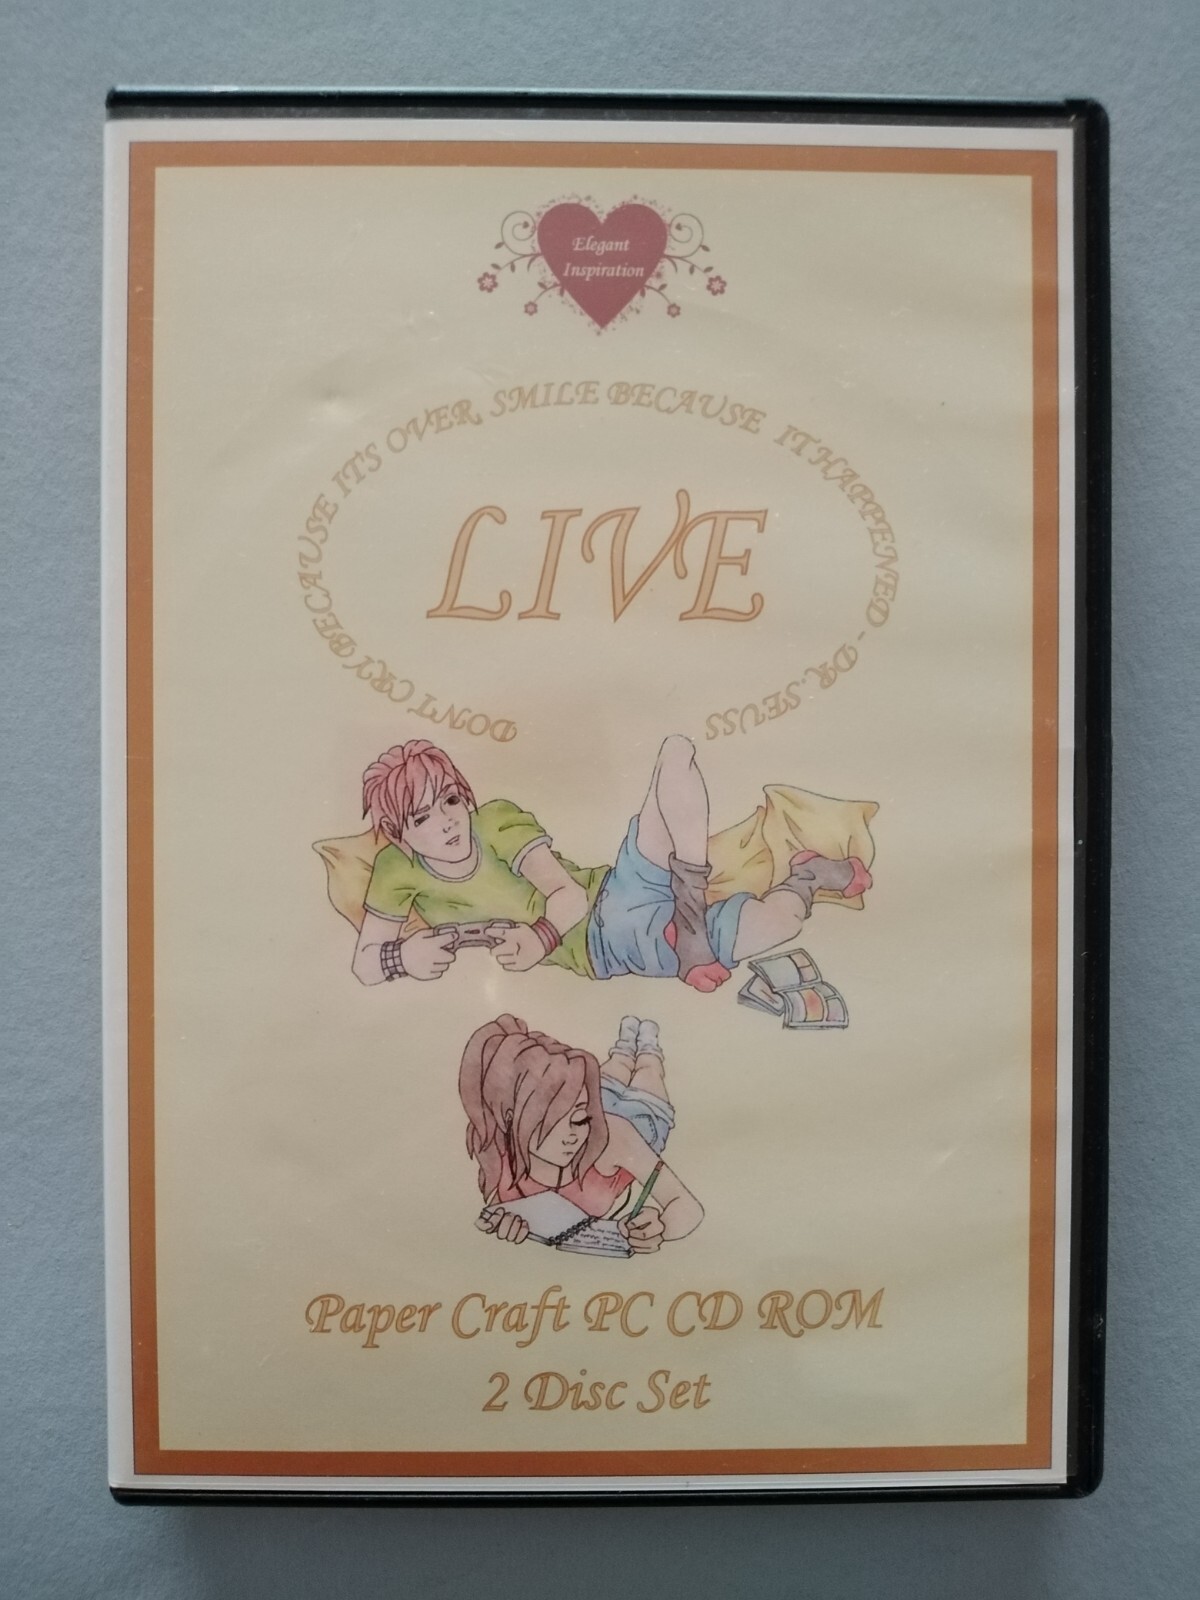 Elegant
Inspiration
DON'T CRY BECAUSE IT'S OVER, SMILE BECAUSE IT HAPPENED - DR. SEUSS
LIVE
Paper Craft PC CD ROM
2 Disc Set